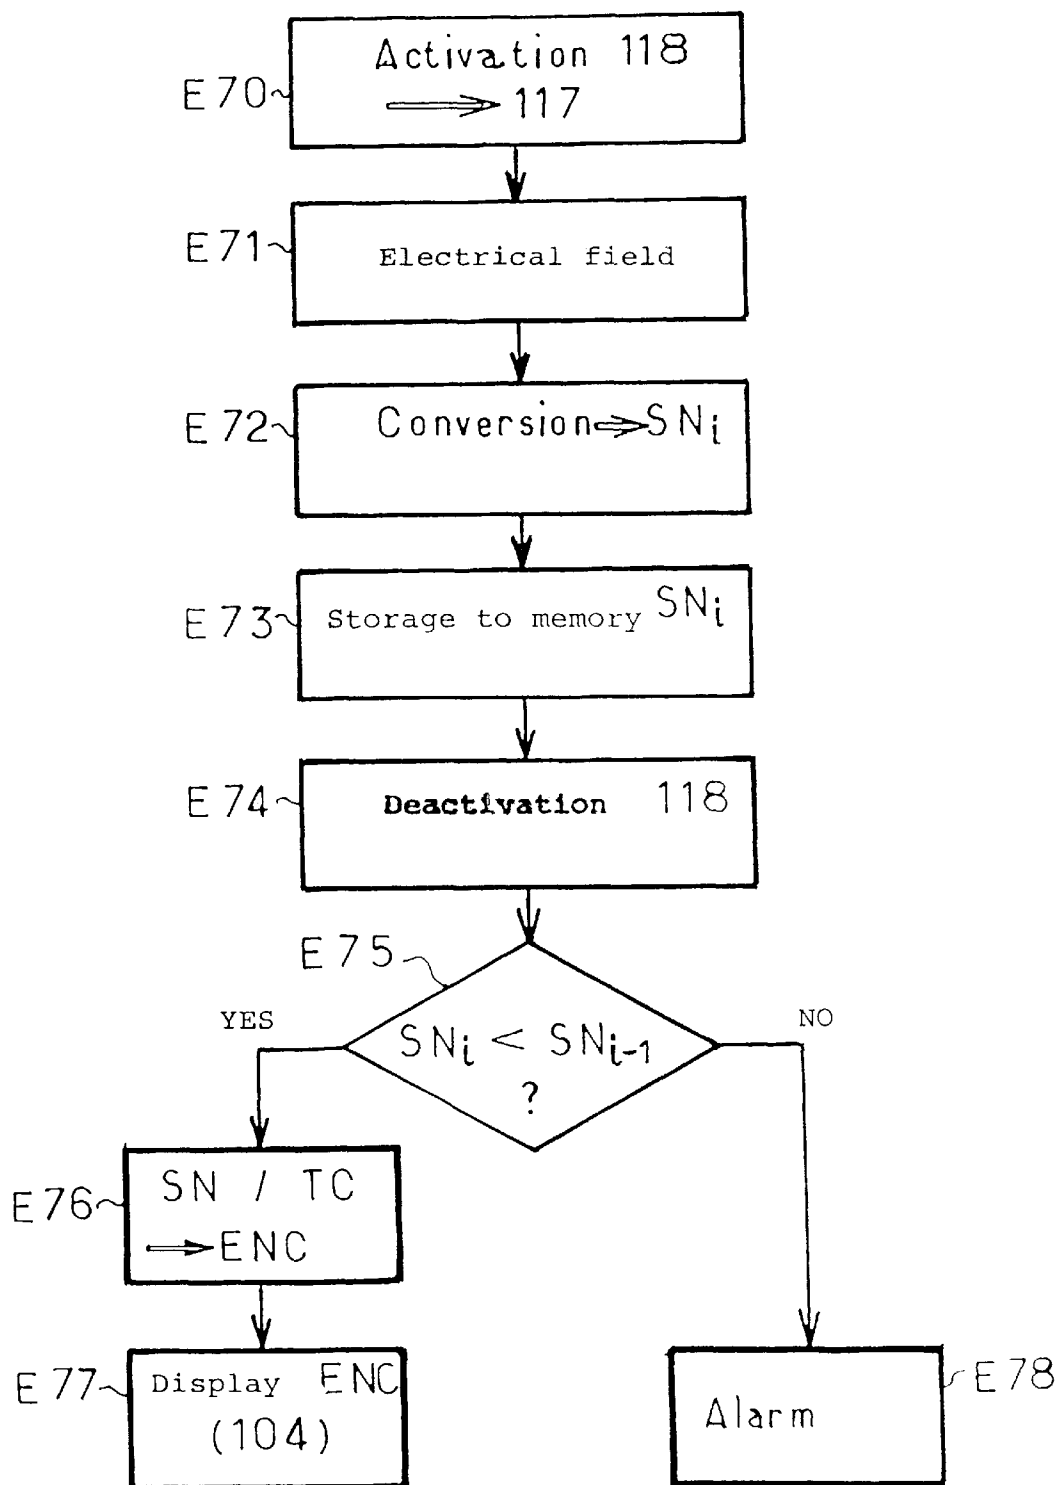 Activation 118
E70
⟹ 117
E71
Electrical field
E72
Conversion ⟹ SNi
E73
Storage to memory SNi
E74
Deactivation 118
E75
YES
NO
SNi < SNi-1
?
E76
SN / TC
⟹ ENC
E77
Display ENC
(104)
E78
Alarm